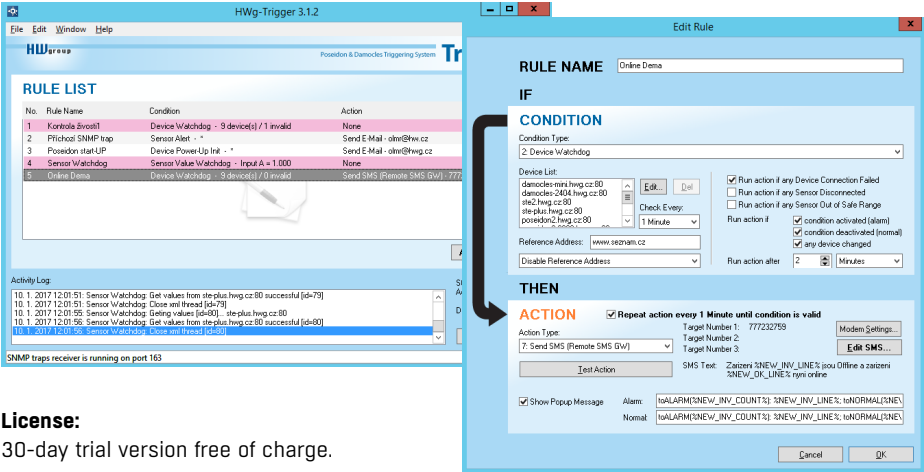 HWg-Trigger 3.1.2
File Edit Window Help
HWgroup
Poseidon & Damocles Triggering System Tr
RULE LIST
No. Rule Name Condition Action
1 Kontrola živosti1 Device Watchdog - 9 device(s) / 1 invalid None
2 Příchozí SNMP trap Sensor Alert - * Send E-Mail - olmr@hw.cz
3 Poseidon start-UP Device Power-Up Init - * Send E-Mail - olmr@hwg.cz
4 Sensor Watchdog Sensor Value Watchdog - Input A = 1.000 None
5 Online Dema Device Watchdog - 9 device(s) / 0 invalid Send SMS (Remote SMS GW) - 777
Activity Log:
10. 1. 2017 12:01:51: Sensor Watchdog: Get values from ste-plus.hwg.cz:80 successful [id=79]
10. 1. 2017 12:01:51: Sensor Watchdog: Close xml thread [id=79]
10. 1. 2017 12:01:55: Sensor Watchdog: Geting values [id=80]... ste-plus.hwg.cz:80
10. 1. 2017 12:01:56: Sensor Watchdog: Get values from ste-plus.hwg.cz:80 successful [id=80]
10. 1. 2017 12:01:56: Sensor Watchdog: Close xml thread [id=80]
SNMP traps receiver is running on port 163
License:
30-day trial version free of charge.
Edit Rule
RULE NAME Online Dema
IF
CONDITION
Condition Type:
2: Device Watchdog
Device List:
damocles-mini.hwg.cz:80
damocles-2404.hwg.cz:80
ste2.hwg.cz:80
ste-plus.hwg.cz:80
poseidon2.hwg.cz:80
Edit... Del
Check Every:
1 Minute
Run action if any Device Connection Failed
Run action if any Sensor Disconnected
Run action if any Sensor Out of Safe Range
Run action if condition activated (alarm)
condition deactivated (normal)
any device changed
Reference Address: www.seznam.cz
Disable Reference Address
Run action after 2 Minutes
THEN
ACTION Repeat action every 1 Minute until condition is valid
Action Type:
7: Send SMS (Remote SMS GW)
Test Action
Target Number 1: 777232759
Target Number 2:
Target Number 3:
Modem Settings...
Edit SMS...
SMS Text: Zarizeni %NEW_INV_LINE% jsou Offline a zarizeni
%NEW_OK_LINE% nyni online
Show Popup Message
Alarm: toALARM(%NEW_INV_COUNT%): %NEW_INV_LINE%; toNORMAL(%NE
Normal: toALARM(%NEW_INV_COUNT%): %NEW_INV_LINE%; toNORMAL(%NE
Cancel OK